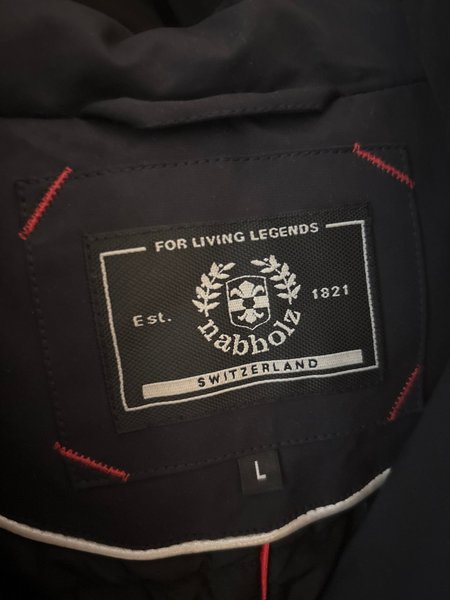 FOR LIVING LEGENDS
Est. 1821
nabholz
SWITZERLAND
L